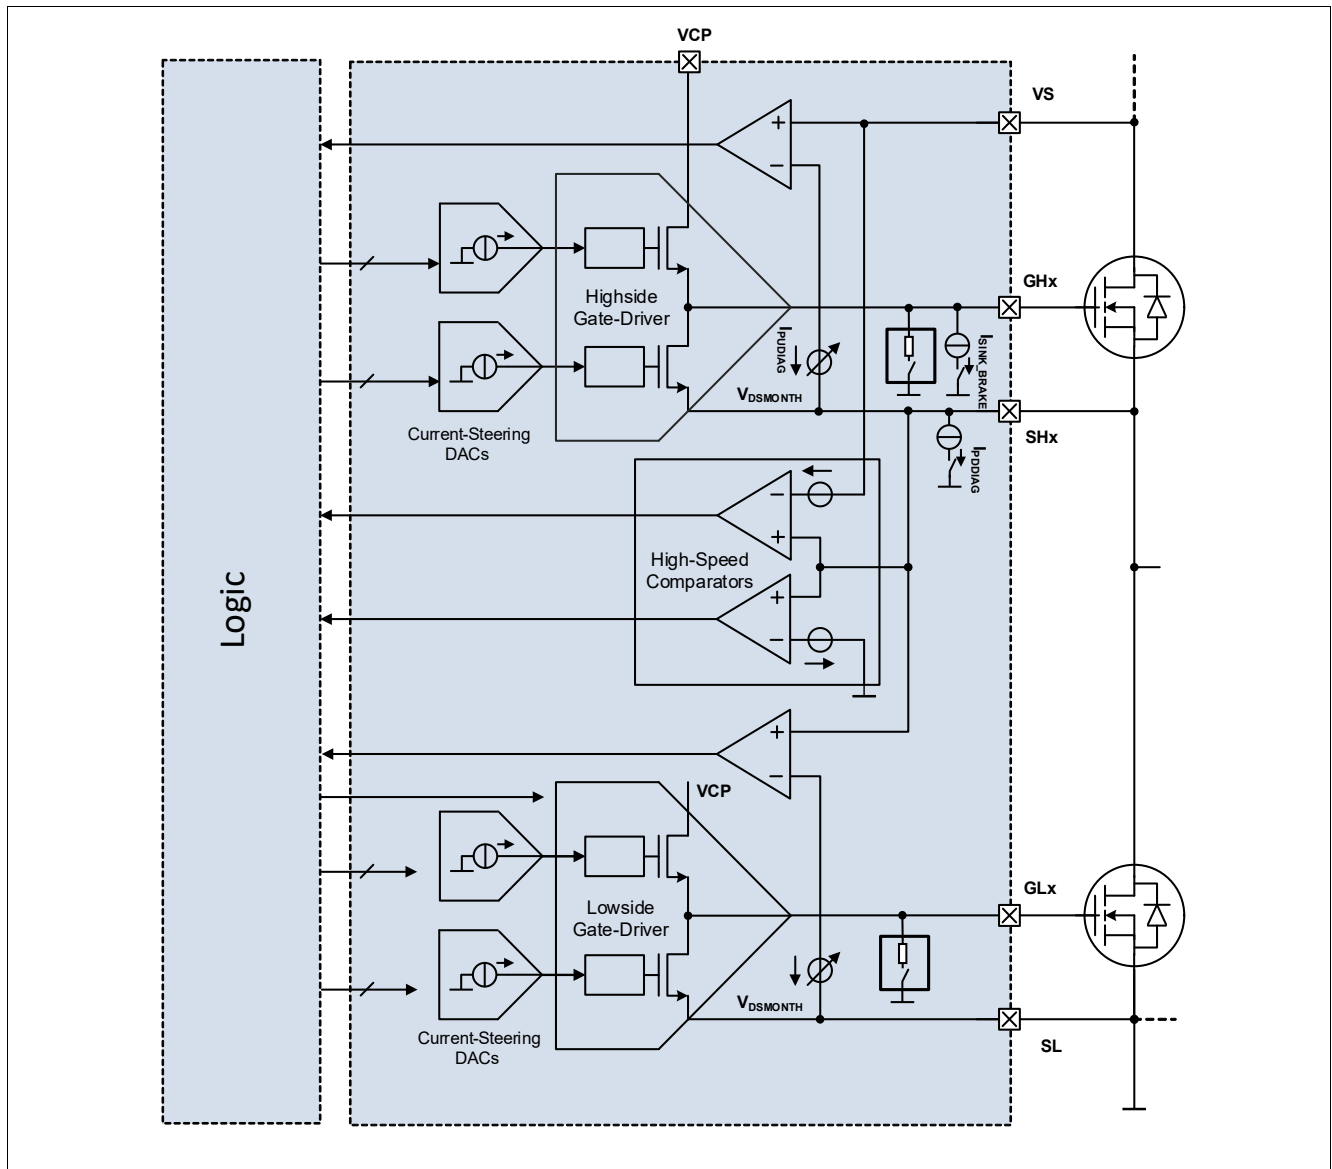 VCP
VS
Highside
Gate-Driver
GHx
IPUDIAG
ISINK_BRAKE
VDSMONTH
Current-Steering
DACs
SHx
IPDDIAG
High-Speed
Comparators
Logic
VCP
Lowside
Gate-Driver
GLx
VDSMONTH
Current-Steering
DACs
SL